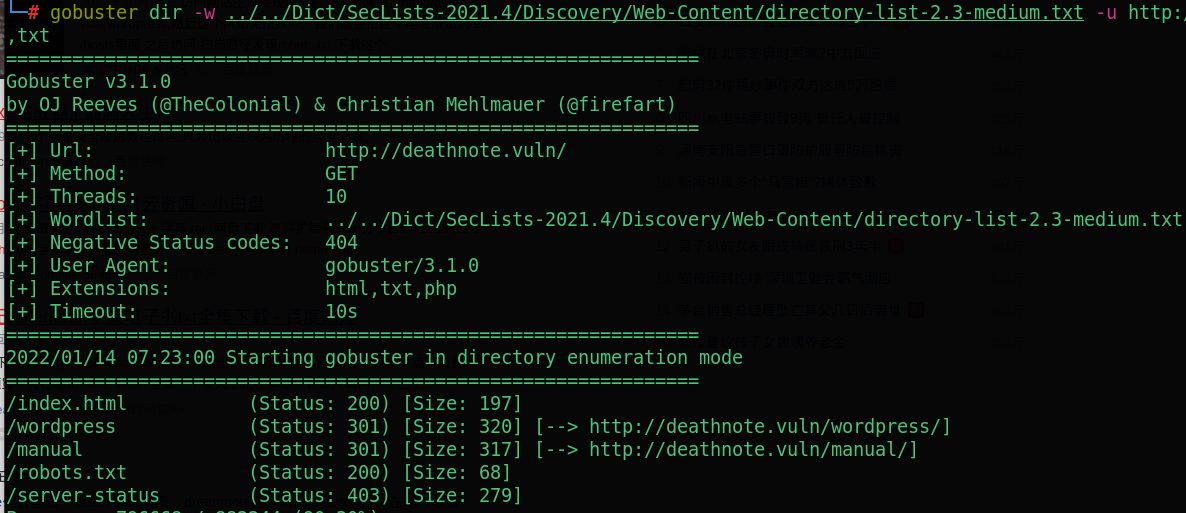 # gobuster dir -w ../../Dict/SecLists-2021.4/Discovery/Web-Content/directory-list-2.3-medium.txt -u http:/
,txt
===============================================================
Gobuster v3.1.0
by OJ Reeves (@TheColonial) & Christian Mehlmauer (@firefart)
===============================================================
[+] Url:                     http://deathnote.vuln/
[+] Method:                  GET
[+] Threads:                 10
[+] Wordlist:                ../../Dict/SecLists-2021.4/Discovery/Web-Content/directory-list-2.3-medium.txt
[+] Negative Status codes:   404
[+] User Agent:              gobuster/3.1.0
[+] Extensions:              html,txt,php
[+] Timeout:                 10s
===============================================================
2022/01/14 07:23:00 Starting gobuster in directory enumeration mode
===============================================================
/index.html           (Status: 200) [Size: 197]
/wordpress            (Status: 301) [Size: 320] [--> http://deathnote.vuln/wordpress/]
/manual               (Status: 301) [Size: 317] [--> http://deathnote.vuln/manual/]
/robots.txt           (Status: 200) [Size: 68]
/server-status        (Status: 403) [Size: 279]